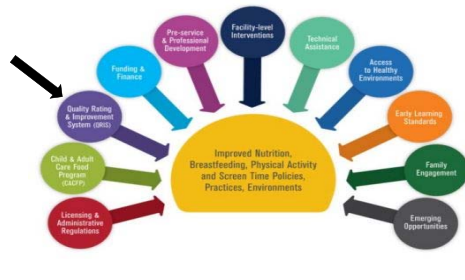 Facility-level
Interventions
Pre-service
& Professional
Development
Technical
Assistance
Funding &
Finance
Access
to Healthy
Environments
Quality Rating
& Improvement
System (QRIS)
Early Learning
Standards
Child & Adult
Care Food
Program
(CACFP)
Improved Nutrition,
Breastfeeding, Physical Activity
and Screen Time Policies,
Practices, Environments
Family
Engagement
Licensing &
Administrative
Regulations
Emerging
Opportunities